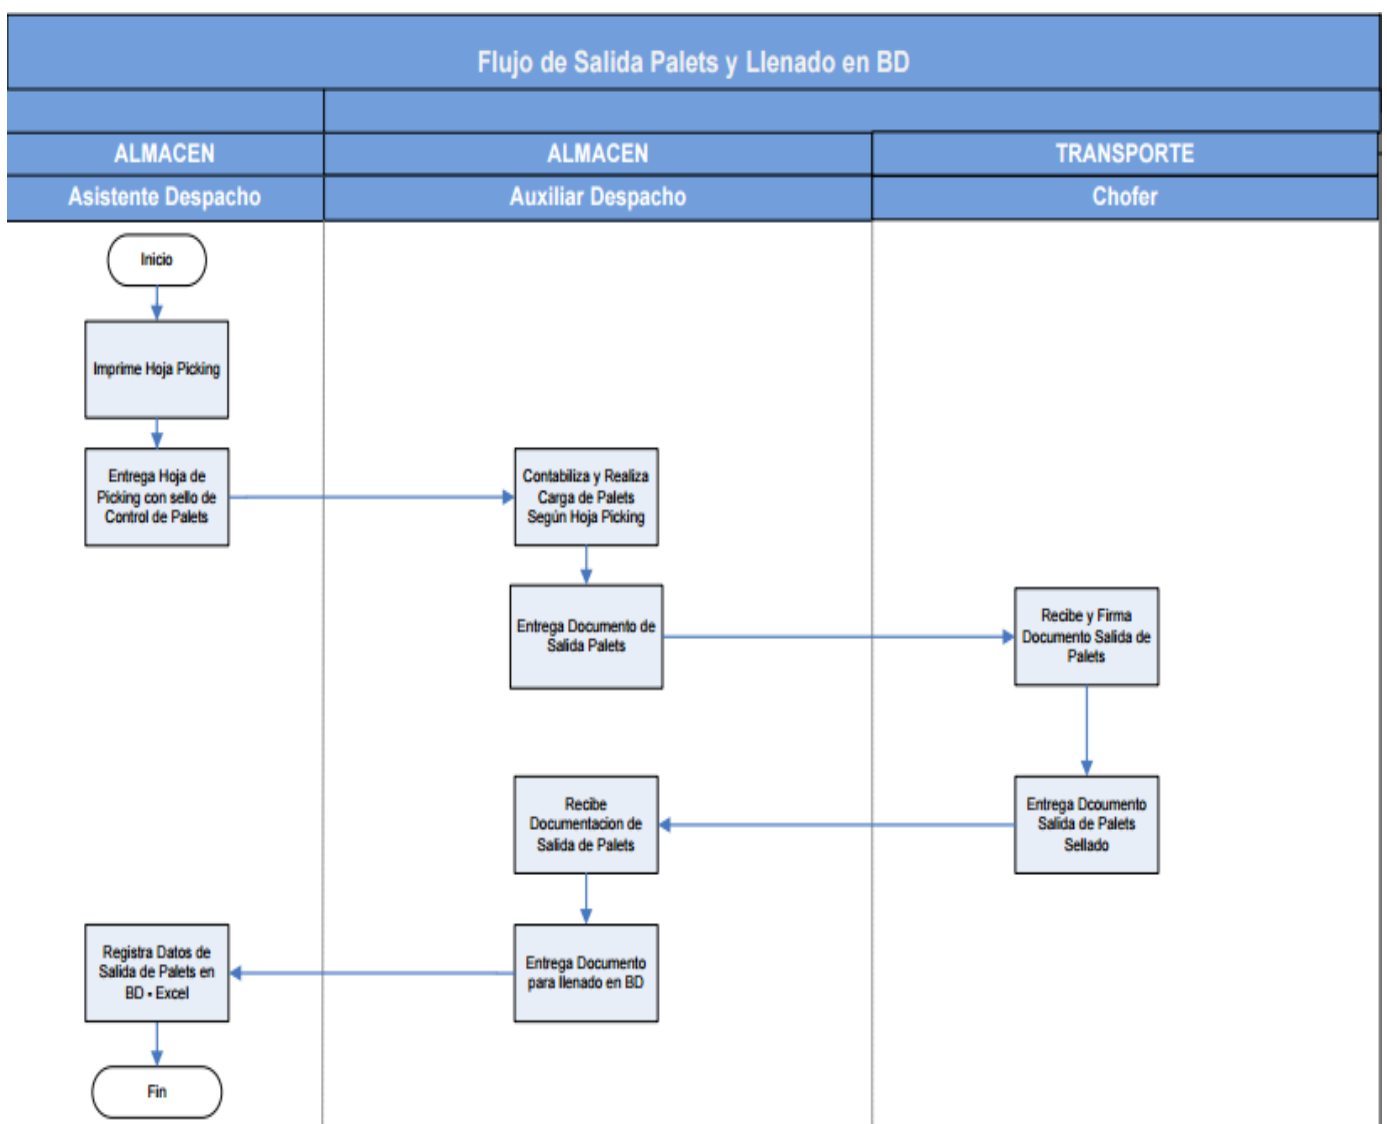 Flujo de Salida Palets y Llenado en BD
ALMACEN
ALMACEN
TRANSPORTE
Asistente Despacho
Auxiliar Despacho
Chofer
Inicio
Imprime Hoja Picking
Entrega Hoja de
Picking con sello de
Control de Palets
Contabiliza y Realiza
Carga de Palets
Según Hoja Picking
Entrega Documento de
Salida Palets
Recibe y Firma
Documento Salida de
Palets
Entrega Dcoumento
Salida de Palets
Sellado
Recibe
Documentacion de
Salida de Palets
Entrega Documento
para llenado en BD
Registra Datos de
Salida de Palets en
BD - Excel
Fin